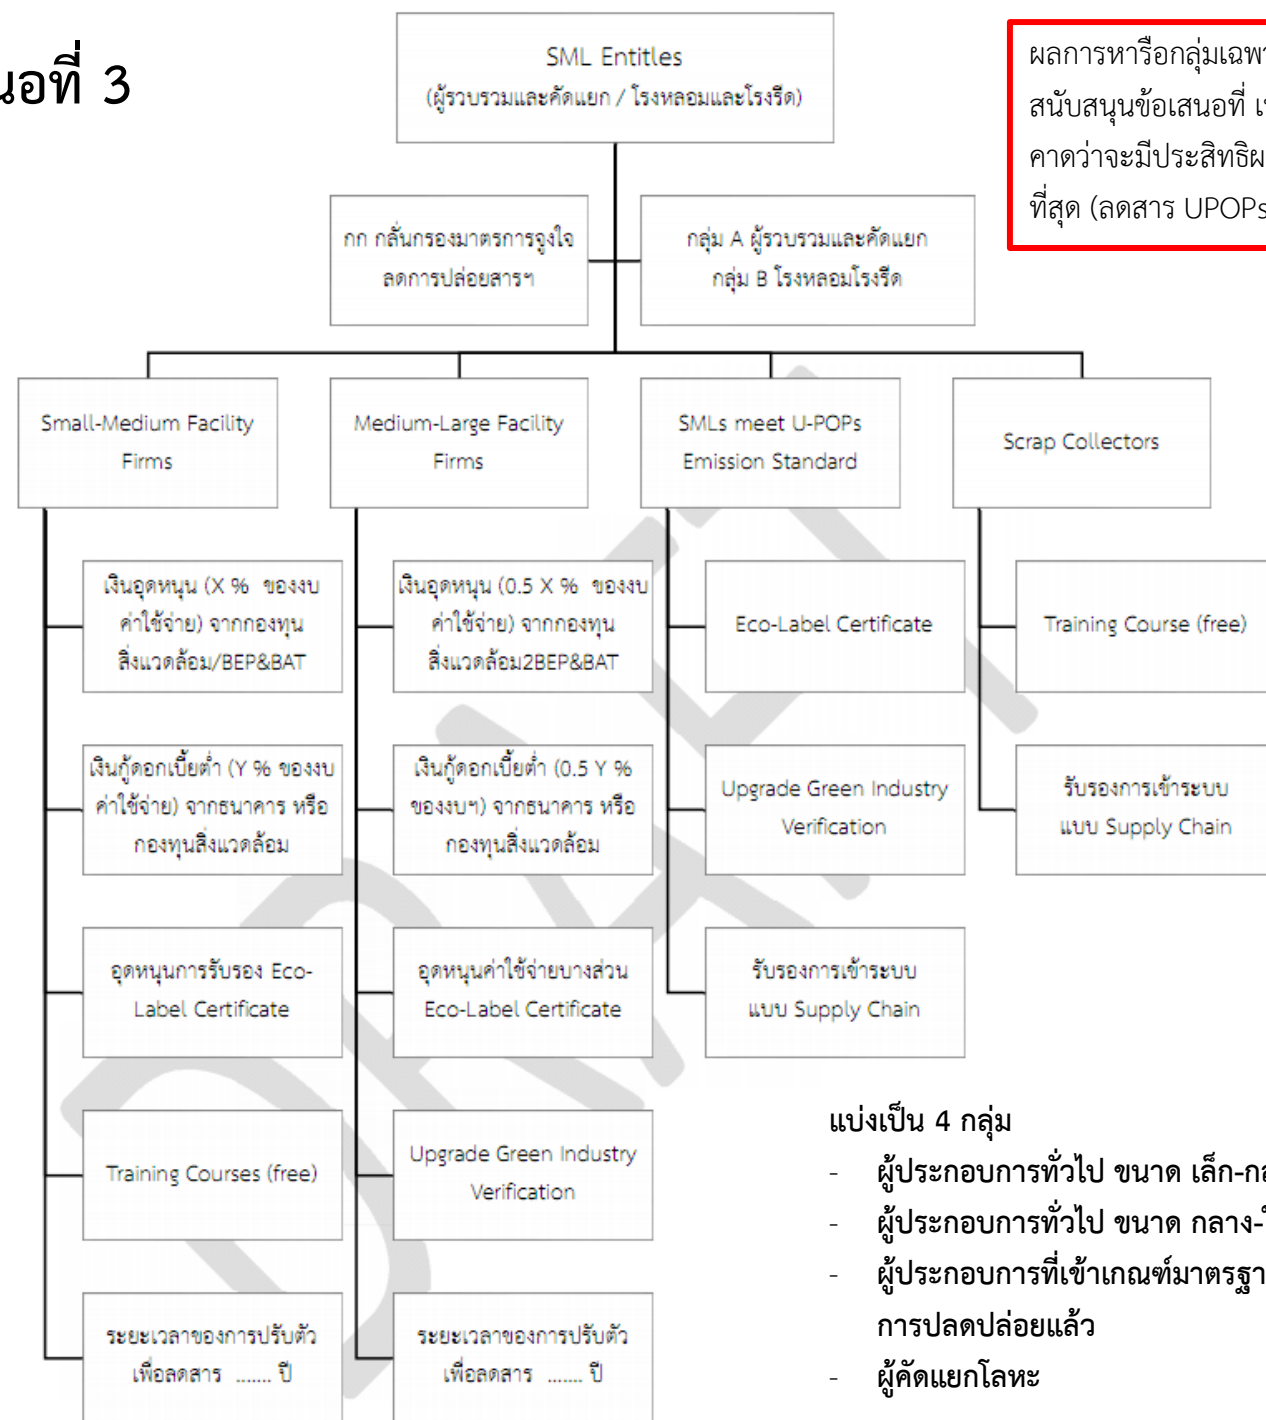 นอที่ 3
SML Entitles
(ผู้รวบรวมและคัดแยก / โรงหลอมและโรงรีด)
ผลการหารือกลุ่มเฉพา
สนับสนุนข้อเสนอที่ เ
คาดว่าจะมีประสิทธิผ
ที่สุด (ลดสาร UPOPs
กก กลั่นกรองมาตรการจูงใจ
ลดการปล่อยสารฯ
กลุ่ม A ผู้รวบรวมและคัดแยก
กลุ่ม B โรงหลอมโรงรีด
Small-Medium Facility
Firms
Medium-Large Facility
Firms
SMLs meet U-POPs
Emission Standard
Scrap Collectors
เงินอุดหนุน (X % ของงบ
ค่าใช้จ่าย) จากกองทุน
สิ่งแวดล้อม/BEP&BAT
เงินอุดหนุน (0.5 X % ของงบ
ค่าใช้จ่าย) จากกองทุน
สิ่งแวดล้อม2BEP&BAT
Eco-Label Certificate
Training Course (free)
เงินกู้ดอกเบี้ยต่ำ (Y % ของงบ
ค่าใช้จ่าย) จากธนาคาร หรือ
กองทุนสิ่งแวดล้อม
เงินกู้ดอกเบี้ยต่ำ (0.5 Y %
ของงบฯ) จากธนาคาร หรือ
กองทุนสิ่งแวดล้อม
Upgrade Green Industry
Verification
รับรองการเข้าระบบ
แบบ Supply Chain
อุดหนุนการรับรอง Eco-
Label Certificate
อุดหนุนค่าใช้จ่ายบางส่วน
Eco-Label Certificate
รับรองการเข้าระบบ
แบบ Supply Chain
Training Courses (free)
Upgrade Green Industry
Verification
ระยะเวลาของการปรับตัว
เพื่อลดสาร ....... ปี
ระยะเวลาของการปรับตัว
เพื่อลดสาร ....... ปี
แบ่งเป็น 4 กลุ่ม
- ผู้ประกอบการทั่วไป ขนาด เล็ก-กล
- ผู้ประกอบการทั่วไป ขนาด กลาง-ใ
- ผู้ประกอบการที่เข้าเกณฑ์มาตรฐา
การปลดปล่อยแล้ว
- ผู้คัดแยกโลหะ
DRAFT